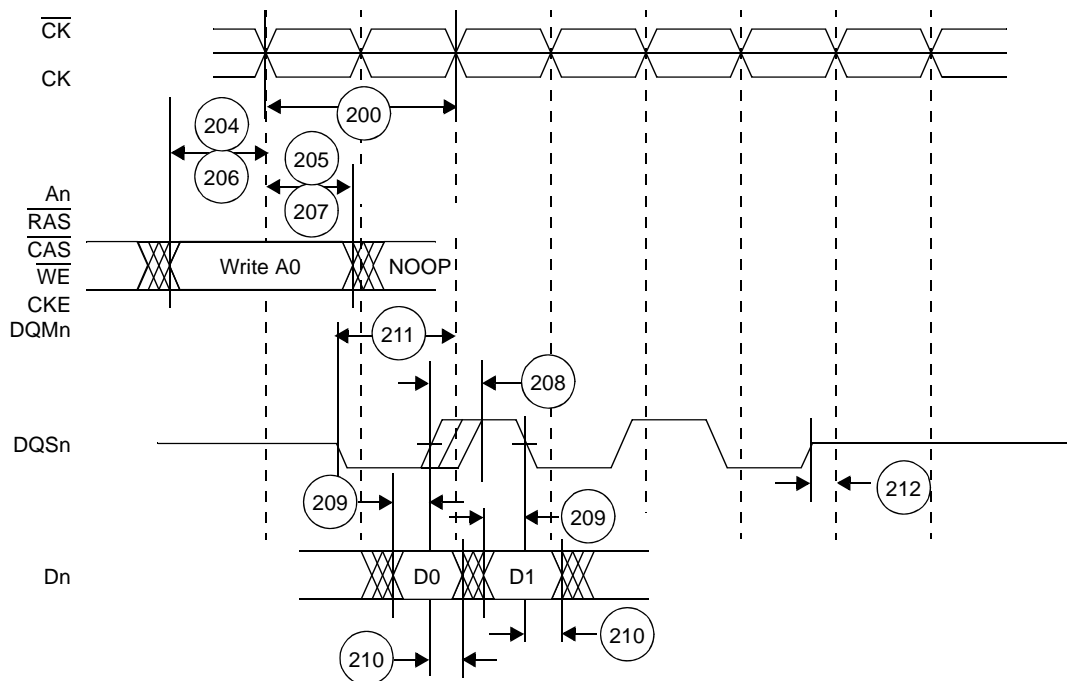 CK
CK
200
204
206
205
207
An
RAS
CAS
WE
CKE
DQMn
Write A0
NOOP
211
208
DQSn
209
209
212
Dn
D0
D1
210
210